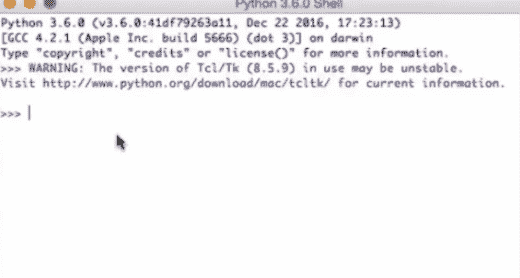 Python 3.6.0 Shell
Python 3.6.0 (v3.6.0:41df79263a11, Dec 22 2016, 17:23:13)
[GCC 4.2.1 (Apple Inc. build 5666) (dot 3)] on darwin
Type "copyright", "credits" or "license()" for more information.
>>> WARNING: The version of Tcl/Tk (8.5.9) in use may be unstable.
Visit http://www.python.org/download/mac/tcltk/ for current information.
>>>